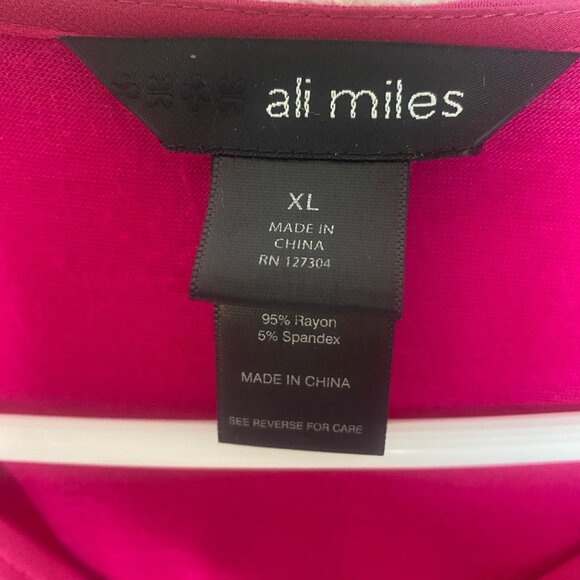 ali miles
XL
MADE IN
CHINA
RN 127304
95% Rayon
5% Spandex
MADE IN CHINA
SEE REVERSE FOR CARE